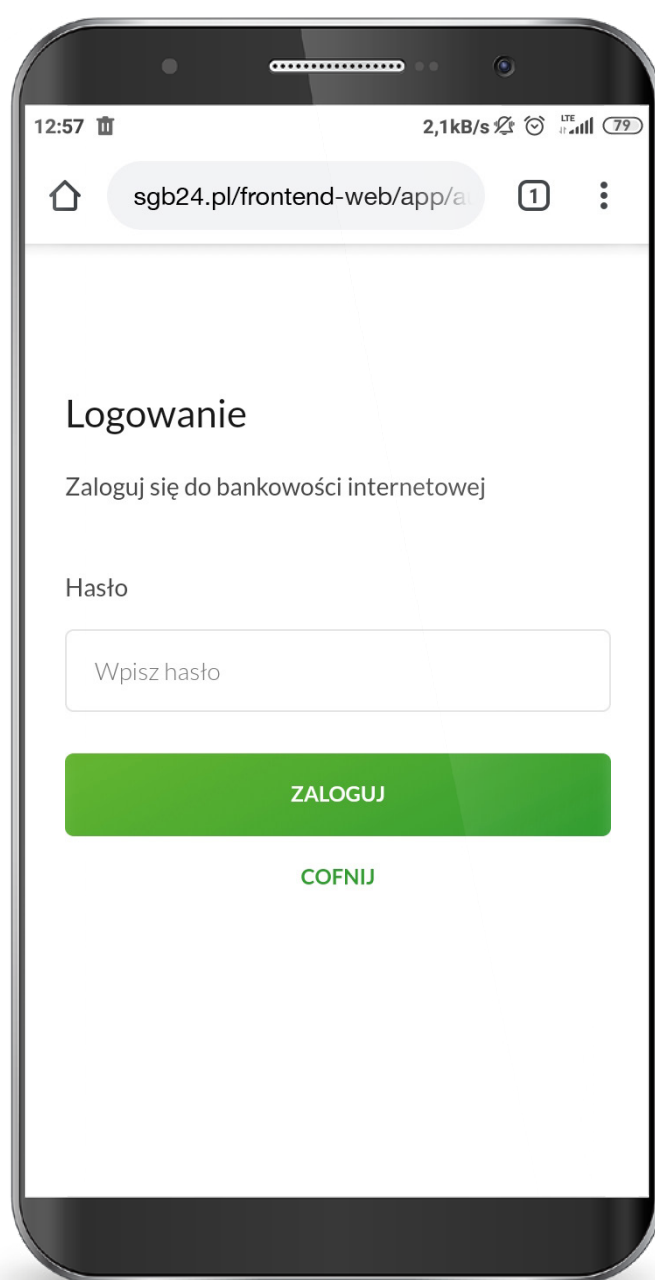 12:57 2,1kB/s LTE 79
sgb24.pl/frontend-web/app/a
1
Logowanie
Zaloguj się do bankowości internetowej
Hasło
Wpisz hasło
ZALOGUJ
COFNIJ